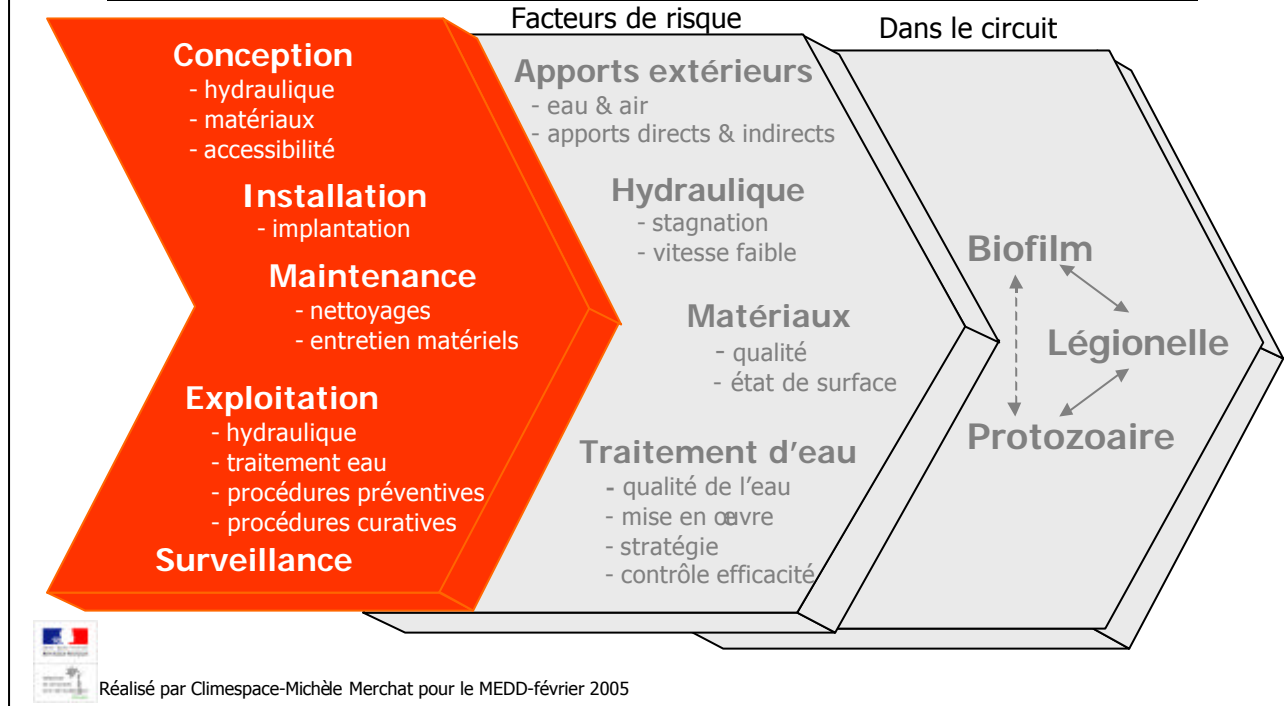 Facteurs de risque
Dans le circuit
Conception
- hydraulique
- matériaux
- accessibilité
Installation
- implantation
Maintenance
- nettoyages
- entretien matériels
Exploitation
- hydraulique
- traitement eau
- procédures préventives
- procédures curatives
Surveillance
Apports extérieurs
- eau & air
- apports directs & indirects
Hydraulique
- stagnation
- vitesse faible
Matériaux
- qualité
- état de surface
Traitement d'eau
- qualité de l'eau
- mise en œuvre
- stratégie
- contrôle efficacité
Biofilm
Légionelle
Protozoaire
Réalisé par Climespace-Michèle Merchat pour le MEDD-février 2005